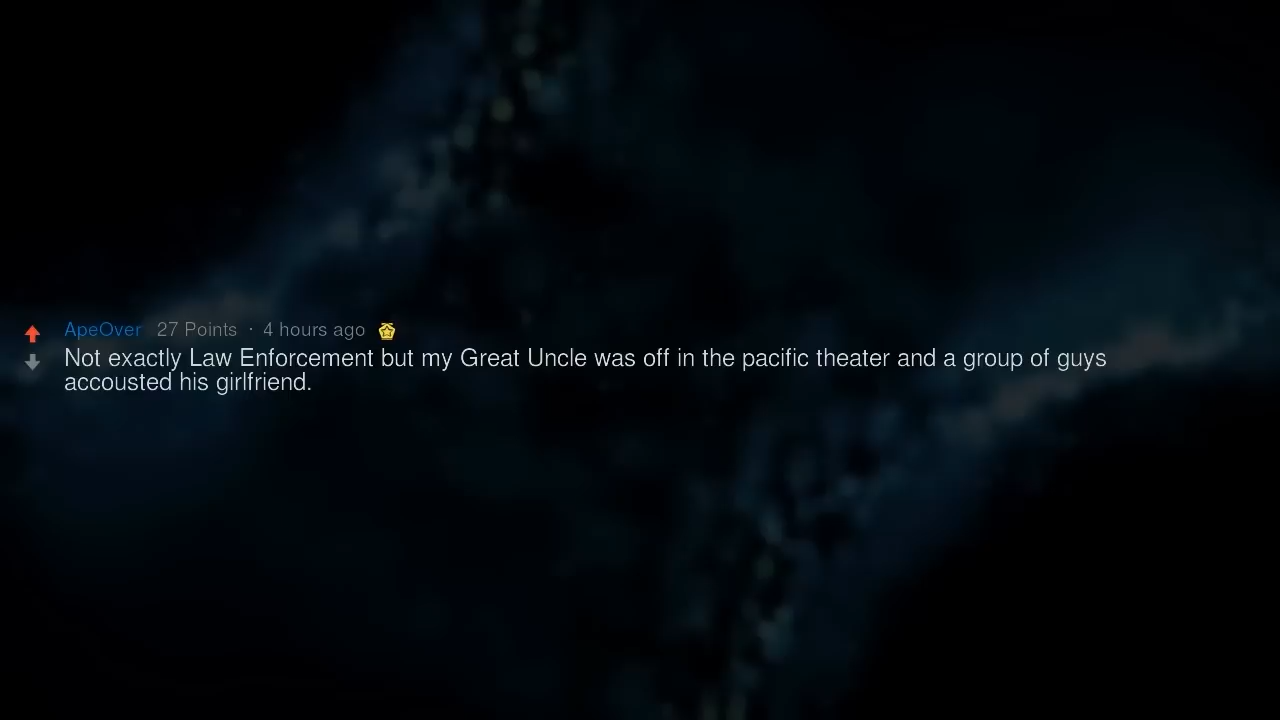 ApeOver 27 Points · 4 hours ago
Not exactly Law Enforcement but my Great Uncle was off in the pacific theater and a group of guys
accousted his girlfriend.